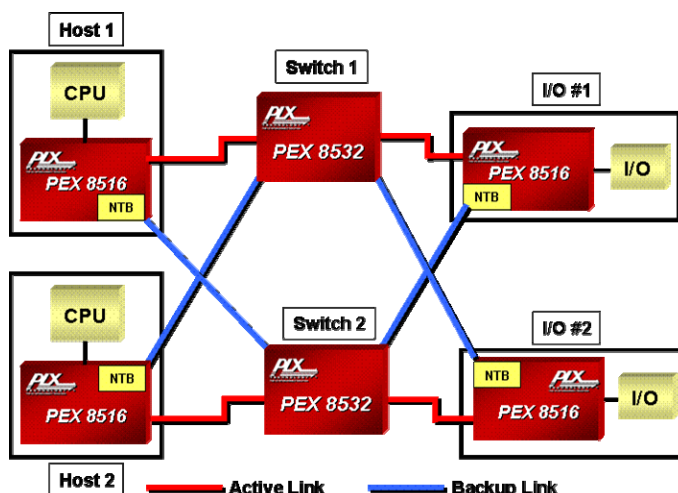 Host 1
CPU
PLX
PEX 8516
NTB
Switch 1
PLX
PEX 8532
I/O #1
PLX
PEX 8516
NTB
I/O
CPU
NTB
PLX
PEX 8516
Host 2
Switch 2
PLX
PEX 8532
I/O #2
NTB
PLX
PEX 8516
I/O
Active Link
Backup Link